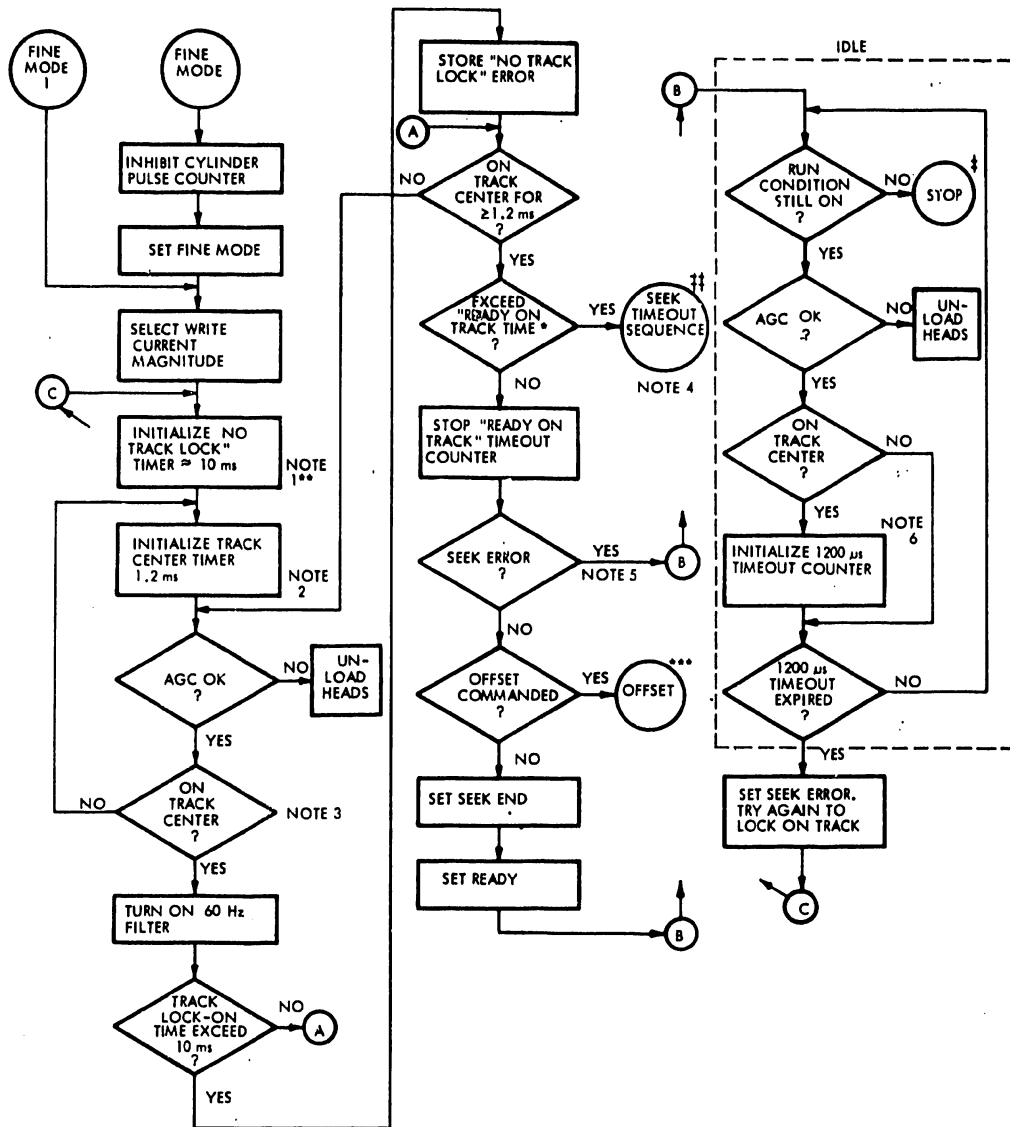 FINE
MODE
1
FINE
MODE
INHIBIT CYLINDER
PULSE COUNTER
SET FINE MODE
SELECT WRITE
CURRENT
MAGNITUDE
C
INITIALIZE NO
TRACK LOCK"
TIMER ≈ 10 ms
NOTE
1**
INITIALIZE TRACK
CENTER TIMER
1.2 ms
NOTE
2
AGC OK
?
NO
UN-
LOAD
HEADS
YES
ON
TRACK
CENTER
?
NO
NOTE 3
YES
TURN ON 60 Hz
FILTER
TRACK
LOCK-ON
TIME EXCEED
10 ms
?
NO
A
YES
STORE "NO TRACK
LOCK" ERROR
A
ON
TRACK
CENTER FOR
≥1.2 ms
?
NO
YES
EXCEED
"READY ON
TRACK TIME *
?
YES
‡‡
SEEK
TIMEOUT
SEQUENCE
NOTE 4
NO
STOP "READY ON
TRACK" TIMEOUT
COUNTER
SEEK ERROR
?
YES
NOTE 5
B
NO
OFFSET
COMMANDED
?
YES
***
OFFSET
NO
SET SEEK END
SET READY
B
IDLE
B
RUN
CONDITION
STILL ON
?
NO
‡
STOP
YES
AGC OK
?
NO
UN-
LOAD
HEADS
YES
ON
TRACK
CENTER
?
NO
NOTE
6
YES
INITIALIZE 1200 µs
TIMEOUT COUNTER
1200 µs
TIMEOUT
EXPIRED
?
NO
YES
SET SEEK ERROR.
TRY AGAIN TO
LOCK ON TRACK
C